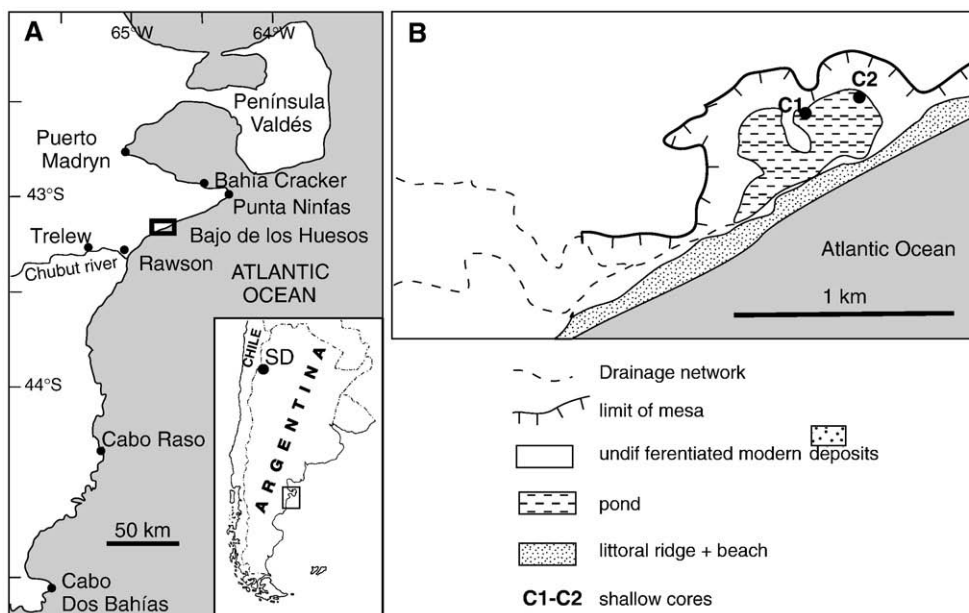 A
65°W
64°W
Península
Valdés
Puerto
Madryn
Bahía Cracker
43°S
Punta Ninfas
Trelew
Bajo de los Huesos
Chubut river
Rawson
ATLANTIC
OCEAN
44°S
Cabo Raso
50 km
Cabo
Dos Bahías
CHILE
SD
ARGENTINA
B
C1
C2
Atlantic Ocean
1 km
Drainage network
limit of mesa
undif ferentiated modern deposits
pond
littoral ridge + beach
C1-C2 shallow cores